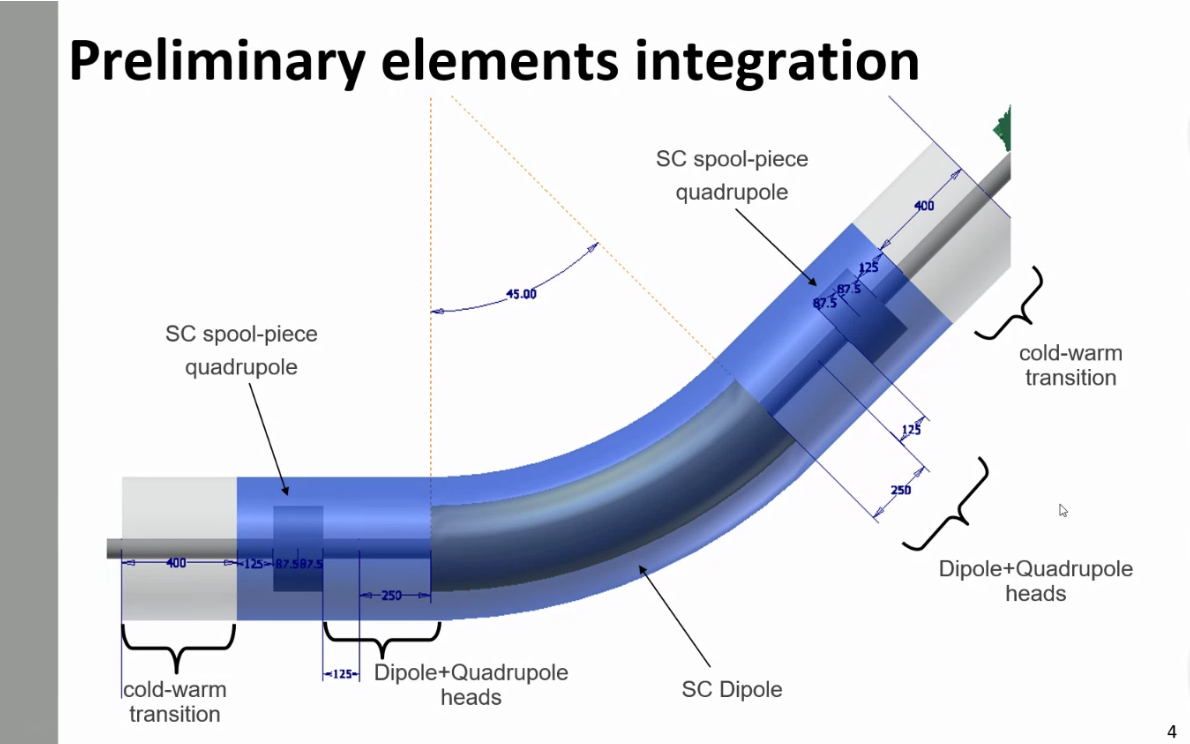 Preliminary elements integration
SC spool-piece
quadrupole
400
125
87.5
87.5
45.00
SC spool-piece
quadrupole
cold-warm
transition
125
250
Dipole+Quadrupole
heads
400
125
87.5
87.5
250
125
cold-warm
transition
Dipole+Quadrupole
heads
SC Dipole
4